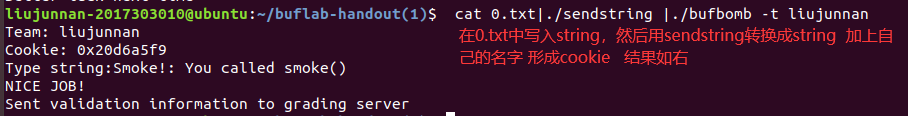 liujunnan-2017303010@ubuntu:~/buflab-handout(1)$  cat 0.txt|./sendstring |./bufbomb -t liujunnan
Team: liujunnan
Cookie: 0x20d6a5f9
Type string:Smoke!: You called smoke()
NICE JOB!
Sent validation information to grading server
在0.txt中写入string，然后用sendstring转换成string  加上自
己的名字 形成cookie   结果如右